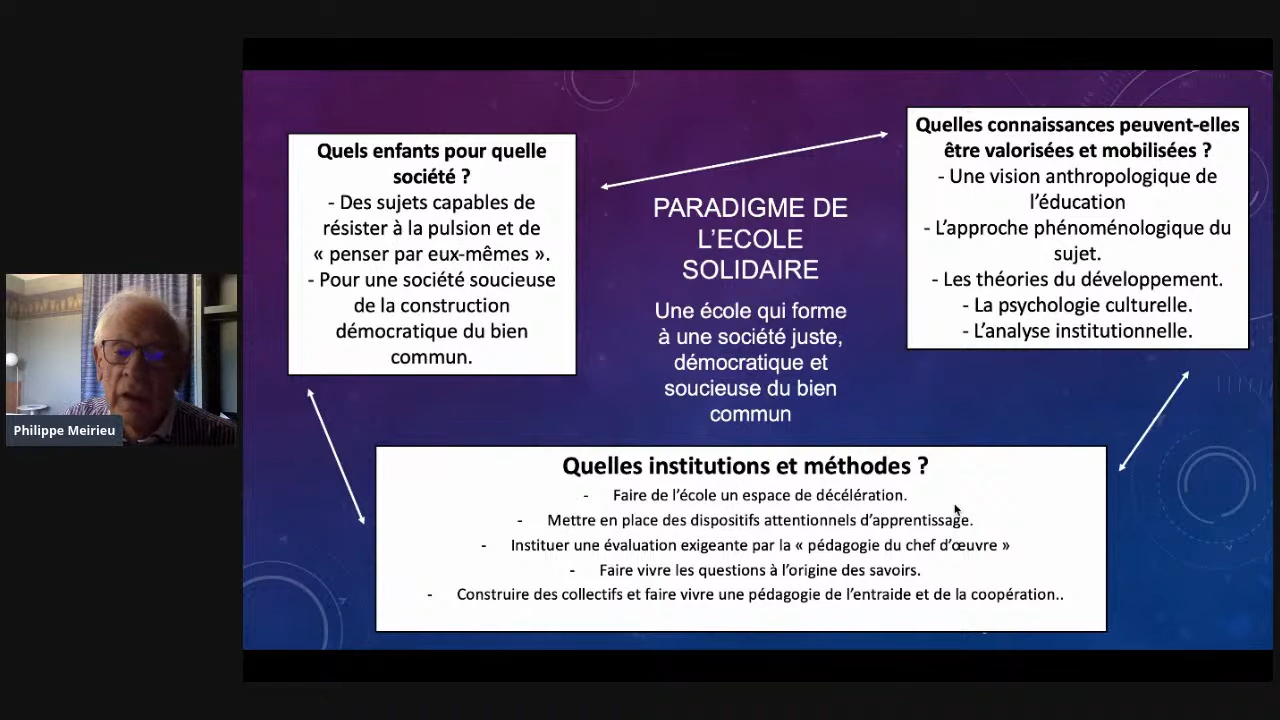 Quels enfants pour quelle
société ?
- Des sujets capables de
résister à la pulsion et de
« penser par eux-mêmes ».
- Pour une société soucieuse
de la construction
démocratique du bien
commun.
PARADIGME DE
L’ECOLE
SOLIDAIRE
Une école qui forme
à une société juste,
démocratique et
soucieuse du bien
commun
Quelles connaissances peuvent-elles
être valorisées et mobilisées ?
- Une vision anthropologique de
l’éducation
- L’approche phénoménologique du
sujet.
- Les théories du développement.
- La psychologie culturelle.
- L’analyse institutionnelle.
Quelles institutions et méthodes ?
- Faire de l’école un espace de décélération.
- Mettre en place des dispositifs attentionnels d’apprentissage.
- Instituer une évaluation exigeante par la « pédagogie du chef d’œuvre »
- Faire vivre les questions à l’origine des savoirs.
- Construire des collectifs et faire vivre une pédagogie de l’entraide et de la coopération..
Philippe Meirieu